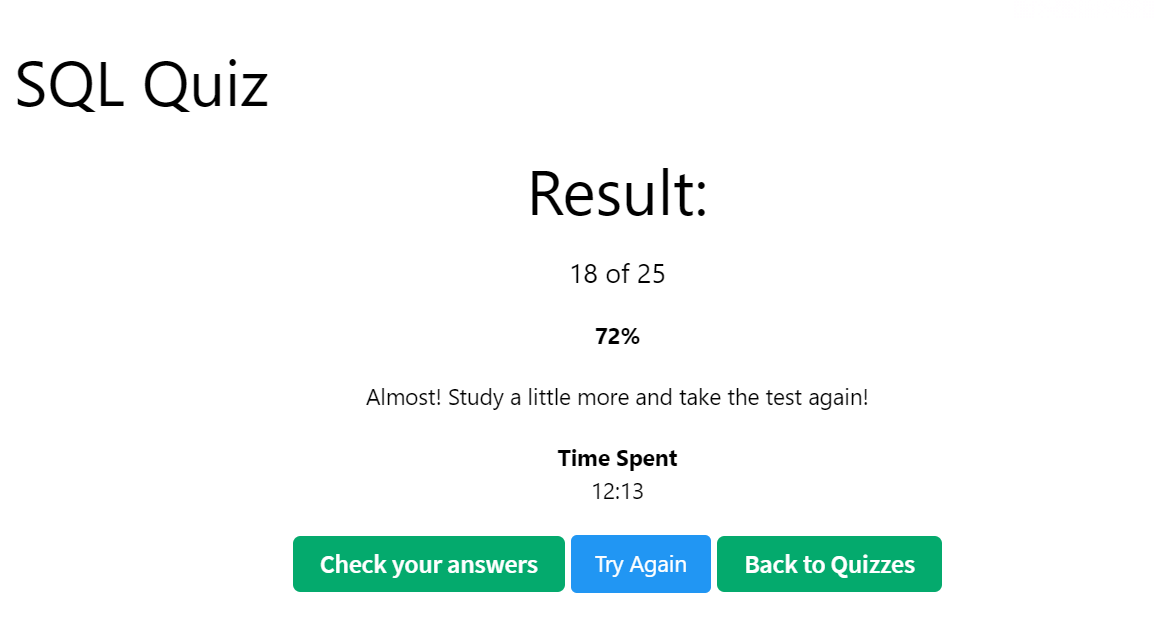 SQL Quiz
Result:
18 of 25
72%
Almost! Study a little more and take the test again!
Time Spent
12:13
Check your answers Try Again Back to Quizzes